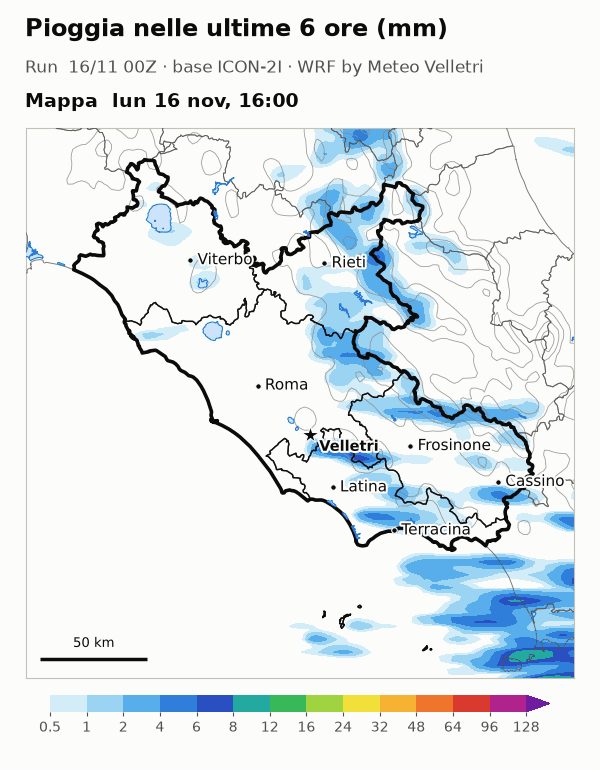 Pioggia nelle ultime 6 ore (mm)
Run  16/11 00Z · base ICON-2I · WRF by Meteo Velletri
Mappa  lun 16 nov, 16:00
Viterbo
Rieti
Roma
Velletri
Frosinone
Latina
Cassino
Terracina
50 km
0.5 1 2 4 6 8 12 16 24 32 48 64 96 128